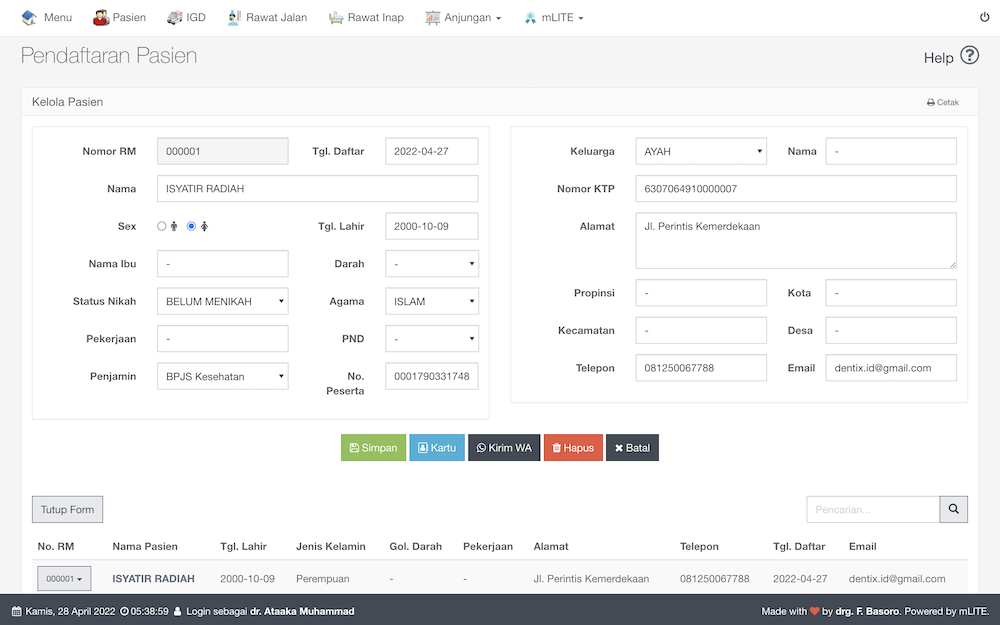 Menu Pasien IGD Rawat Jalan Rawat Inap Anjungan mLITE
Pendaftaran Pasien
Help
Kelola Pasien
Cetak
Nomor RM 000001 Tgl. Daftar 2022-04-27
Nama ISYATIR RADIAH
Sex Tgl. Lahir 2000-10-09
Nama Ibu - Darah -
Status Nikah BELUM MENIKAH Agama ISLAM
Pekerjaan - PND -
Penjamin BPJS Kesehatan No. Peserta 0001790331748
Keluarga AYAH Nama -
Nomor KTP 6307064910000007
Alamat Jl. Perintis Kemerdekaan
Propinsi - Kota -
Kecamatan - Desa -
Telepon 081250067788 Email dentix.id@gmail.com
Simpan Kartu Kirim WA Hapus Batal
Tutup Form Pencarian...
No. RM Nama Pasien Tgl. Lahir Jenis Kelamin Gol. Darah Pekerjaan Alamat Telepon Tgl. Daftar Email
000001 ISYATIR RADIAH 2000-10-09 Perempuan - - Jl. Perintis Kemerdekaan 081250067788 2022-04-27 dentix.id@gmail.com
Kamis, 28 April 2022 05:38:59 Login sebagai dr. Ataaka Muhammad
Made with ❤ by drg. F. Basoro. Powered by mLITE.